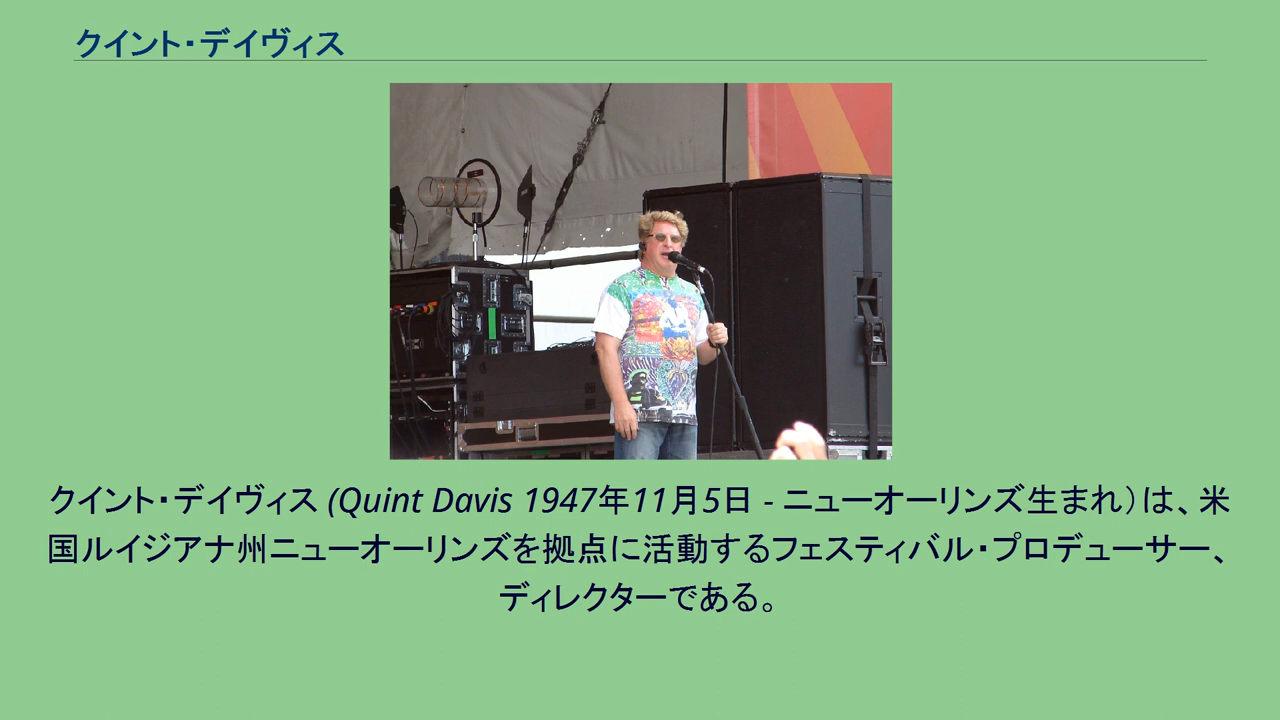 クイント・デイヴィス
クイント・デイヴィス (Quint Davis 1947年11月5日 - ニューオーリンズ生まれ）は、米
国ルイジアナ州ニューオーリンズを拠点に活動するフェスティバル・プロデューサー、
ディレクターである。